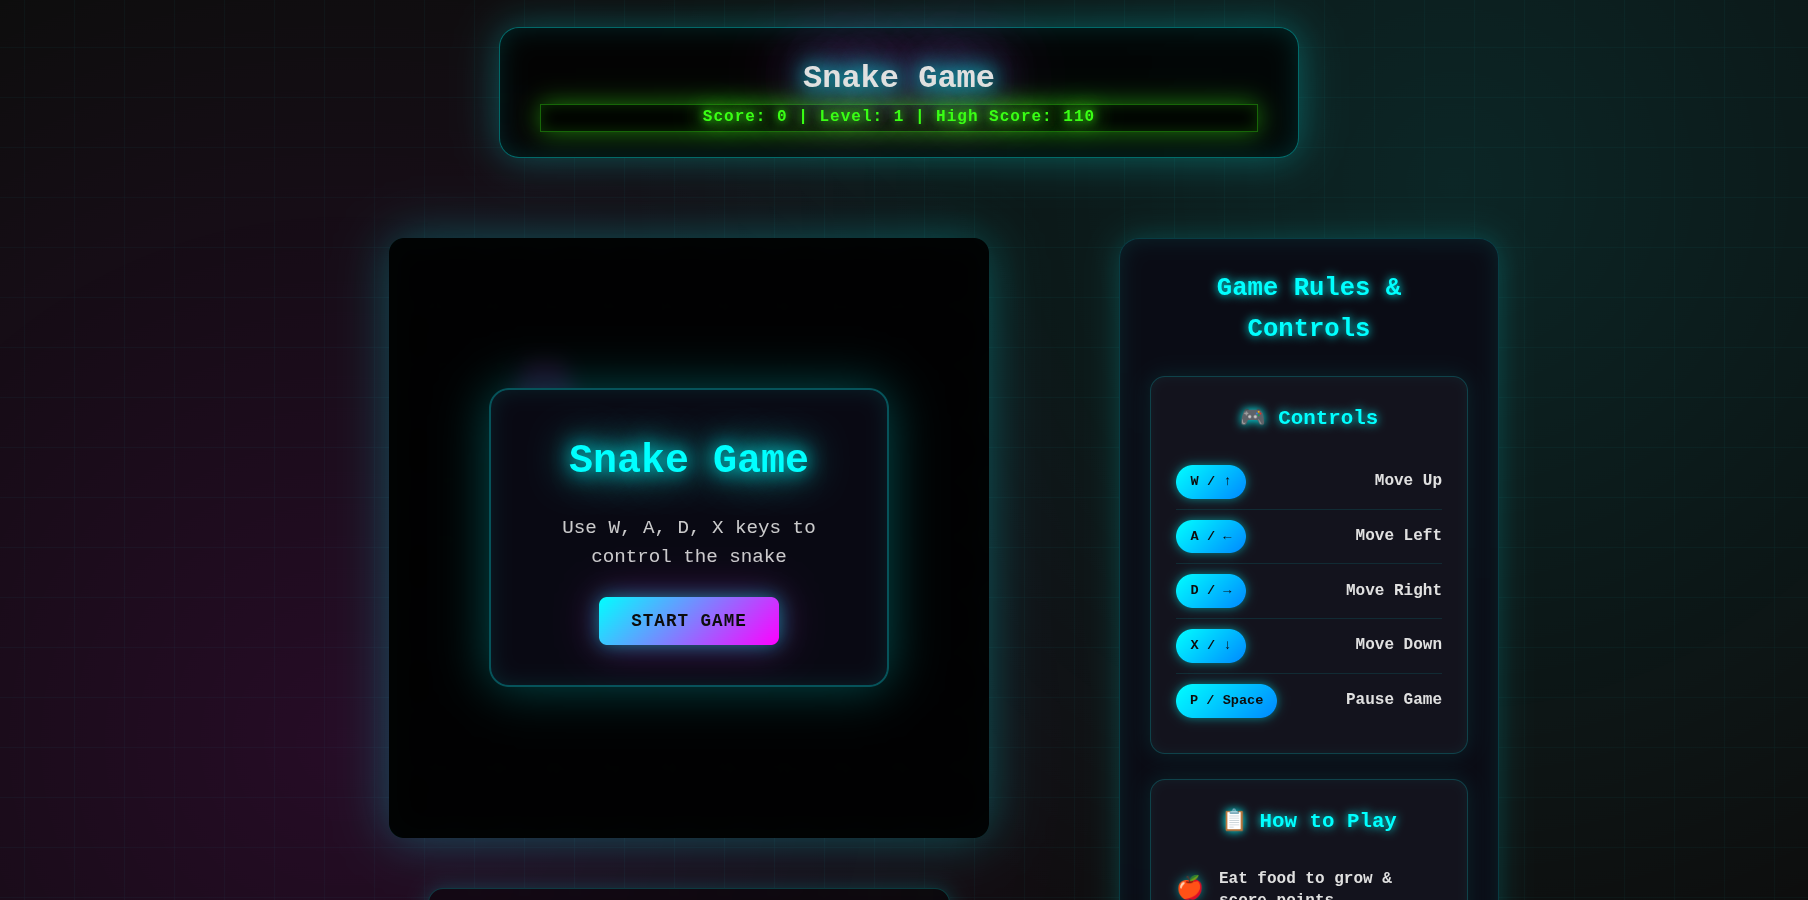 Snake Game
Score: 0 | Level: 1 | High Score: 110
Snake Game
Use W, A, D, X keys to
control the snake
START GAME
Game Rules &
Controls
🎮 Controls
W / ↑ Move Up
A / ← Move Left
D / → Move Right
X / ↓ Move Down
P / Space Pause Game
📋 How to Play
🍎 Eat food to grow &
score points